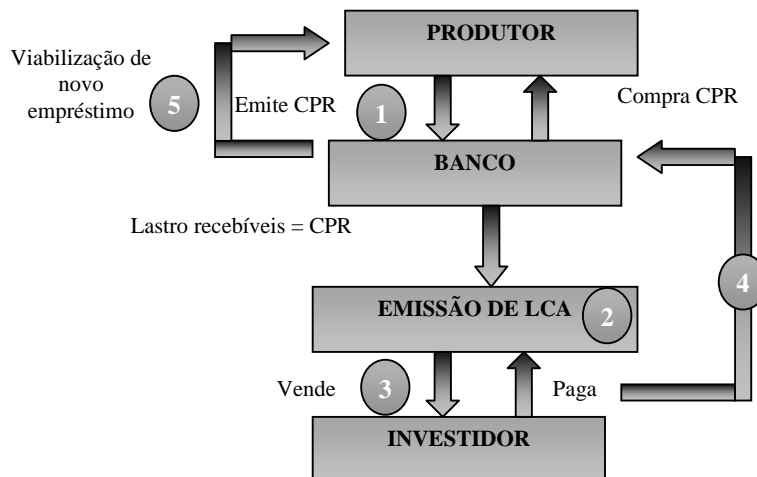 PRODUTOR
Viabilização de
novo
empréstimo
5
Emite CPR
1
Compra CPR
BANCO
Lastro recebíveis = CPR
4
EMISSÃO DE LCA
2
Vende
3
Paga
INVESTIDOR